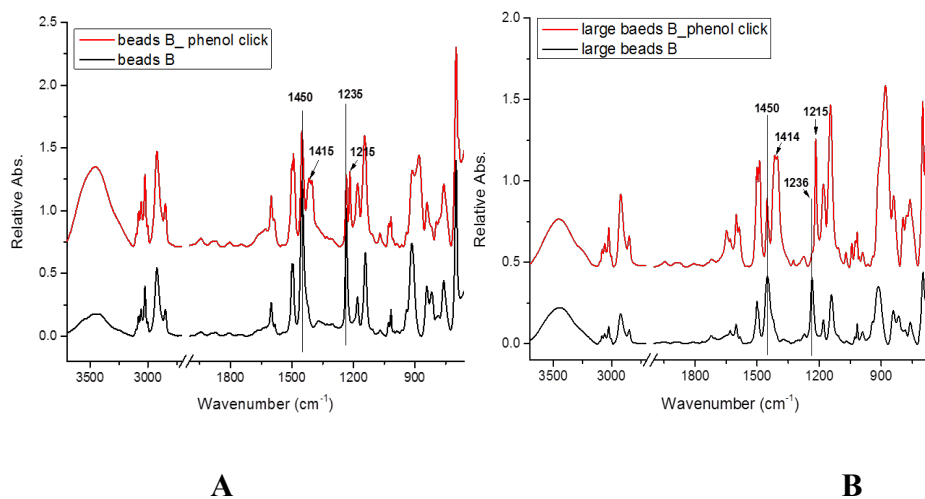 2.5
2.0
1.5
1.0
0.5
0.0
Relative Abs.
beads B_ phenol click
beads B
1450
1235
1415
1215
3500 3000 1800 1500 1200 900
Wavenumber (cm-1)
A
2.0
1.5
1.0
0.5
0.0
Relative Abs.
large baeds B_phenol click
large beads B
1450
1215
1414
1236
3500 3000 1800 1500 1200 900
Wavenumber (cm-1)
B